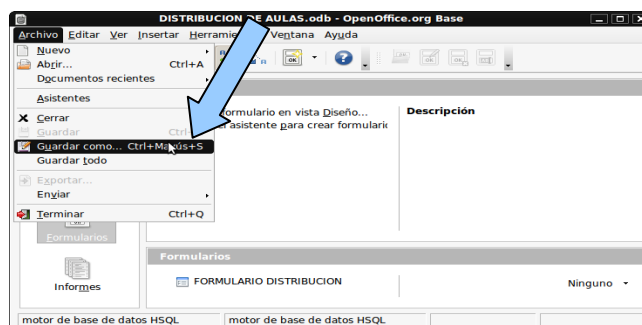 DISTRIBUCION DE AULAS.odb - OpenOffice.org Base
Archivo Editar Ver Insertar Ventana Ayuda
Nuevo
Abrir... Ctrl+A
Documentos recientes
Asistentes
Cerrar
Guardar
Guardar como... Ctrl+Mayús+S
Guardar todo
Exportar...
Enviar
Terminar Ctrl+Q
formulario en vista Diseño...
asistente para crear formulario
Descripción
Formularios
Informes
Formularios
FORMULARIO DISTRIBUCION
Ninguno
motor de base de datos HSQL motor de base de datos HSQL